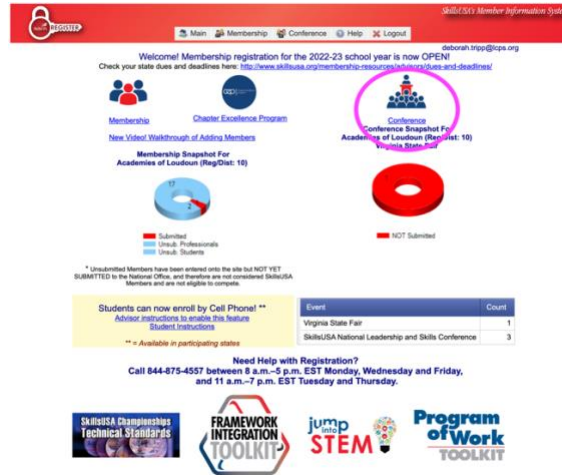 SkillsUSA's Member Information Syste
REGISTER
Main Membership Conference Help Logout
deborah.tripp@lcps.org
Welcome! Membership registration for the 2022-23 school year is now OPEN!
Check your state dues and deadlines here: http://www.skillsusa.org/membership-resources/advisors/dues-and-deadlines/
Membership
Chapter Excellence Program
New Video! Walkthrough of Adding Members
Conference
Conference Snapshot For
Academies of Loudoun (Reg/Dist: 10)
Virginia State Fair
Membership Snapshot For
Academies of Loudoun (Reg/Dist: 10)
17
2
Submitted
Unsub. Professionals
Unsub. Students
NOT Submitted
* Unsubmitted Members have been entered onto the site but NOT YET
SUBMITTED to the National Office, and therefore are not considered SkillsUSA
Members and are not eligible to compete.
Students can now enroll by Cell Phone! **
Advisor instructions to enable this feature
Student Instructions
** = Available in participating states
Event Count
Virginia State Fair 1
SkillsUSA National Leadership and Skills Conference 3
Need Help with Registration?
Call 844-875-4557 between 8 a.m.–5 p.m. EST Monday, Wednesday and Friday,
and 11 a.m.–7 p.m. EST Tuesday and Thursday.
SkillsUSA Championships
Technical Standards
FRAMEWORK
INTEGRATION
TOOLKIT
jump
into
STEM
Program
of Work
TOOLKIT